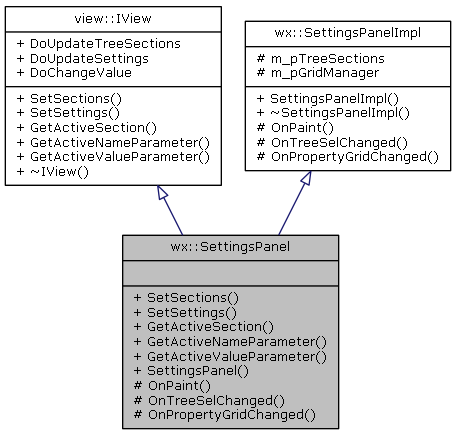 view::IView
+ DoUpdateTreeSections
+ DoUpdateSettings
+ DoChangeValue
+ SetSections()
+ SetSettings()
+ GetActiveSection()
+ GetActiveNameParameter()
+ GetActiveValueParameter()
+ ~IView()
wx::SettingsPanelImpl
# m_pTreeSections
# m_pGridManager
+ SettingsPanelImpl()
+ ~SettingsPanelImpl()
# OnPaint()
# OnTreeSelChanged()
# OnPropertyGridChanged()
wx::SettingsPanel
+ SetSections()
+ SetSettings()
+ GetActiveSection()
+ GetActiveNameParameter()
+ GetActiveValueParameter()
+ SettingsPanel()
# OnPaint()
# OnTreeSelChanged()
# OnPropertyGridChanged()